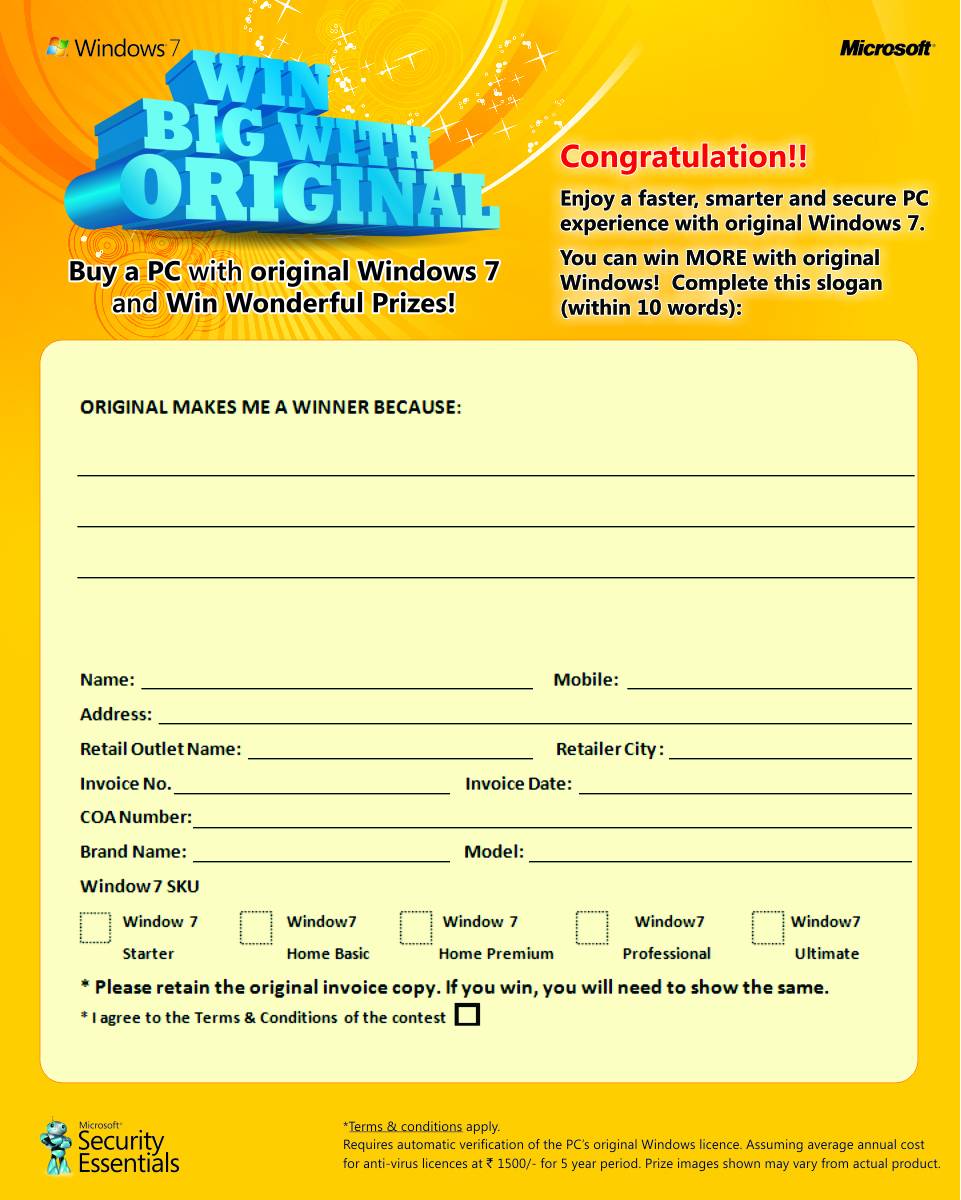 Windows 7
Microsoft
WIN
BIG WITH
ORIGINAL
Buy a PC with original Windows 7
and Win Wonderful Prizes!
Congratulation!!
Enjoy a faster, smarter and secure PC
experience with original Windows 7.
You can win MORE with original
Windows! Complete this slogan
(within 10 words):
ORIGINAL MAKES ME A WINNER BECAUSE:
Name: Mobile:
Address:
Retail Outlet Name: Retailer City :
Invoice No. Invoice Date:
COA Number:
Brand Name: Model:
Window 7 SKU
Window 7 Window7 Window 7 Window7 Window7
Starter Home Basic Home Premium Professional Ultimate
* Please retain the original invoice copy. If you win, you will need to show the same.
* I agree to the Terms & Conditions of the contest
Microsoft
Security
Essentials
*Terms & conditions apply.
Requires automatic verification of the PC's original Windows licence. Assuming average annual cost
for anti-virus licences at ₹ 1500/- for 5 year period. Prize images shown may vary from actual product.